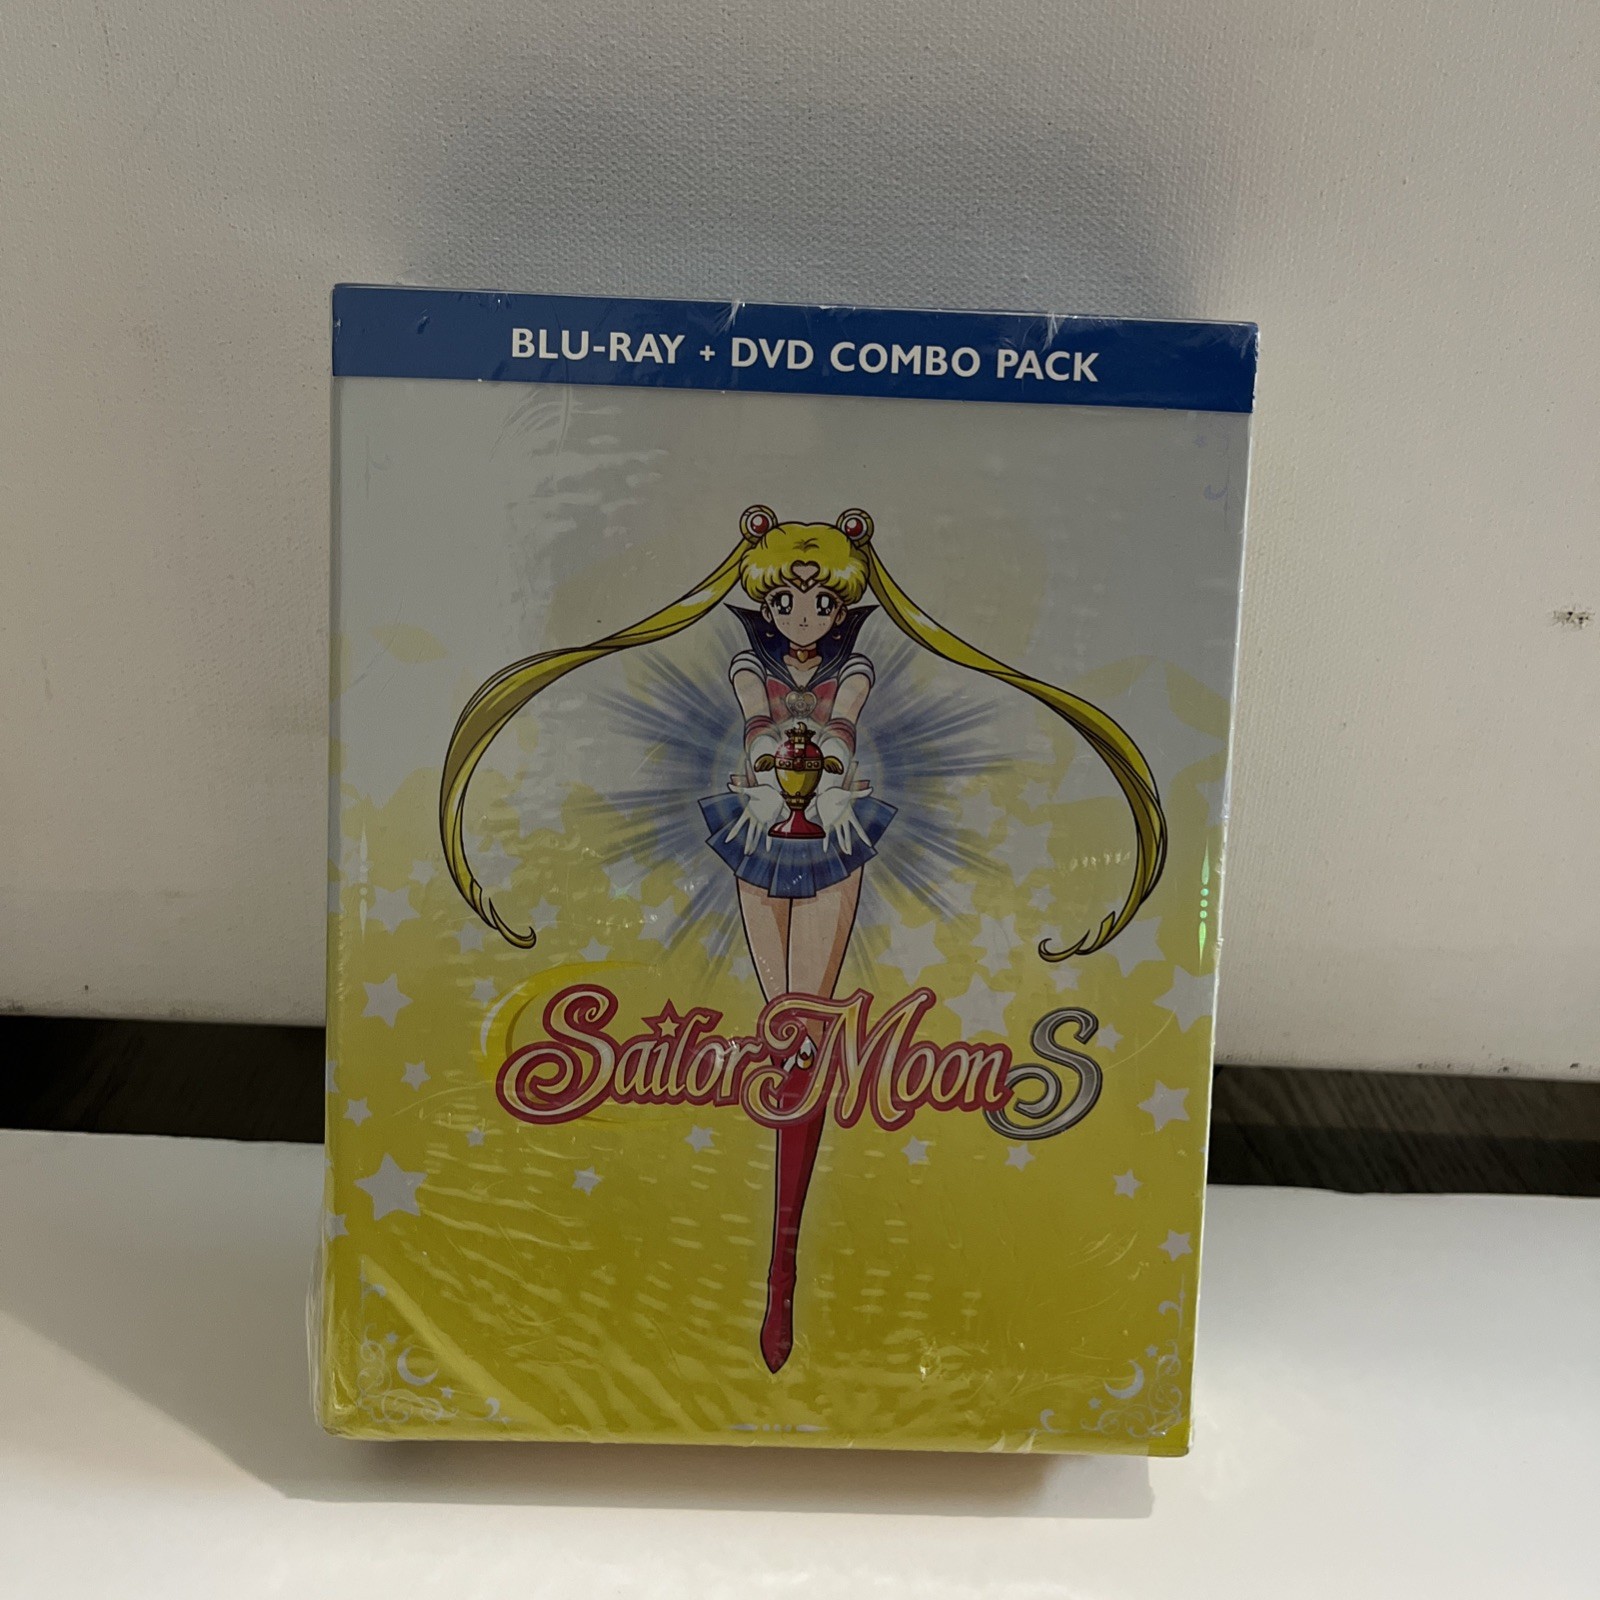 BLU-RAY + DVD COMBO PACK
Sailor Moon S